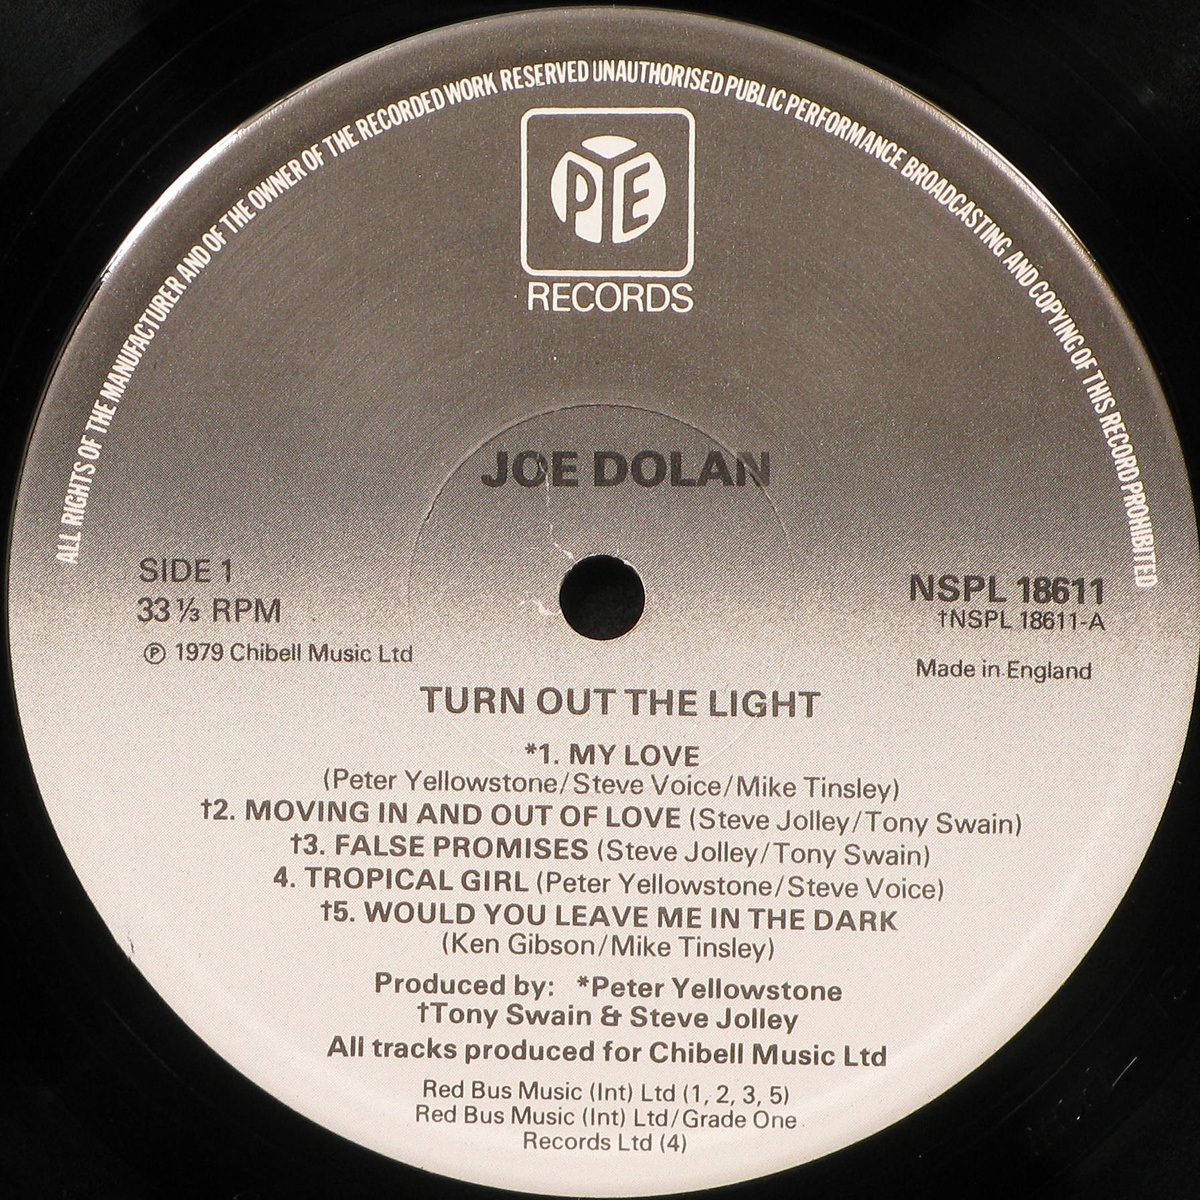 ALL RIGHTS OF THE MANUFACTURER AND OF THE OWNER OF THE RECORDED WORK RESERVED UNAUTHORISED PUBLIC PERFORMANCE BROADCASTING AND COPYING OF THIS RECORD PROHIBITED
PYE
RECORDS
JOE DOLAN
SIDE 1
33 ⅓ RPM
℗ 1979 Chibell Music Ltd
NSPL 18611
†NSPL 18611-A
Made in England
TURN OUT THE LIGHT
*1. MY LOVE
(Peter Yellowstone/Steve Voice/Mike Tinsley)
†2. MOVING IN AND OUT OF LOVE (Steve Jolley/Tony Swain)
†3. FALSE PROMISES (Steve Jolley/Tony Swain)
4. TROPICAL GIRL (Peter Yellowstone/Steve Voice)
†5. WOULD YOU LEAVE ME IN THE DARK
(Ken Gibson/Mike Tinsley)
Produced by: *Peter Yellowstone
†Tony Swain & Steve Jolley
All tracks produced for Chibell Music Ltd
Red Bus Music (Int) Ltd (1, 2, 3, 5)
Red Bus Music (Int) Ltd/Grade One
Records Ltd (4)